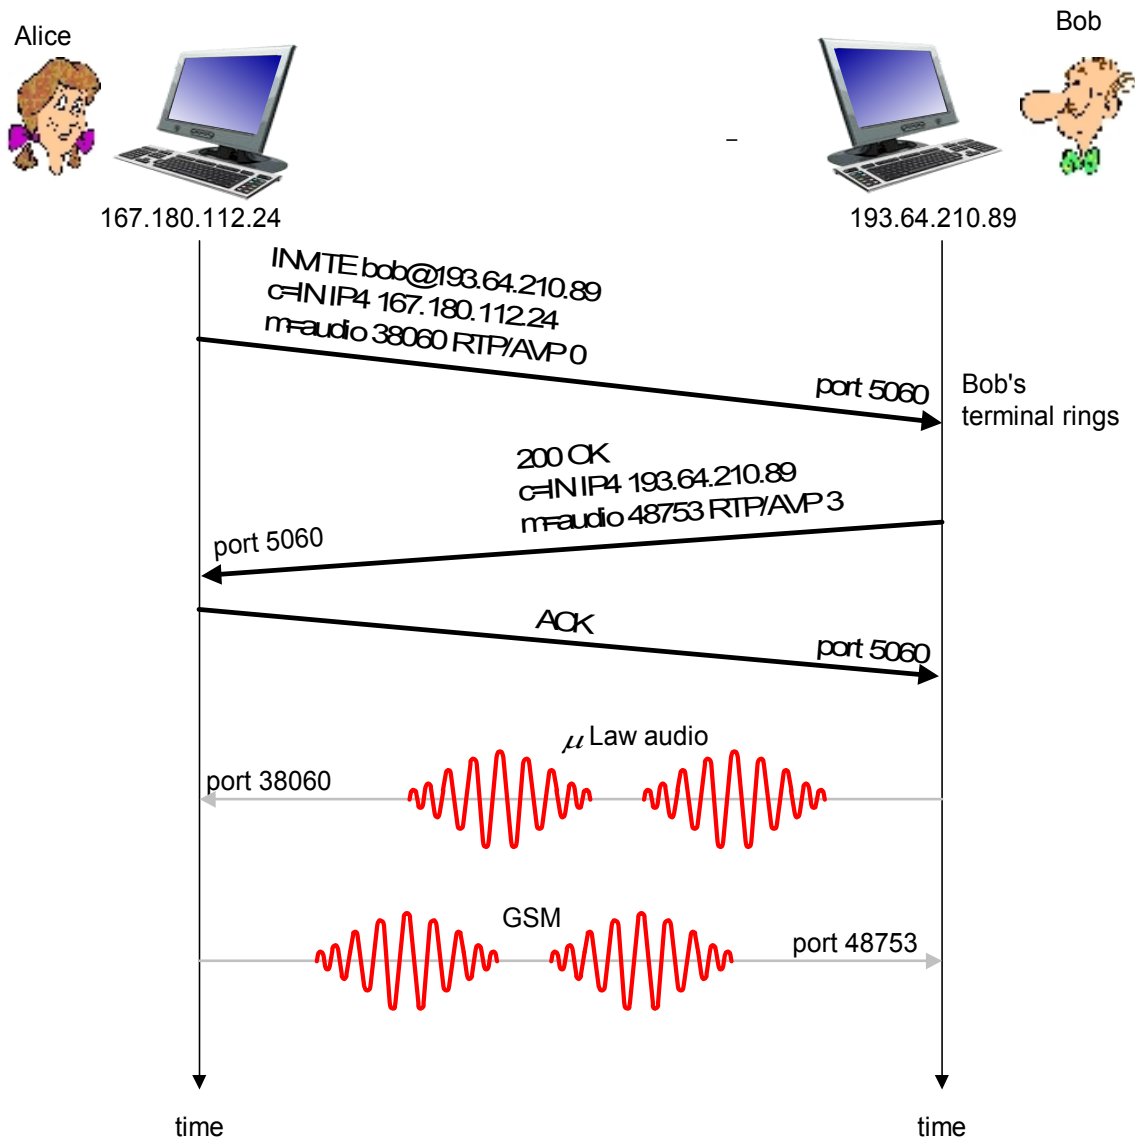 Alice
Bob
167.180.112.24
193.64.210.89
INVITE bob@193.64.210.89
c=IN IP4 167.180.112.24
m=audio 38060 RTP/AVP 0
port 5060
Bob's
terminal rings
200 OK
c=IN IP4 193.64.210.89
m=audio 48753 RTP/AVP 3
port 5060
ACK
port 5060
μ Law audio
port 38060
GSM
port 48753
time
time